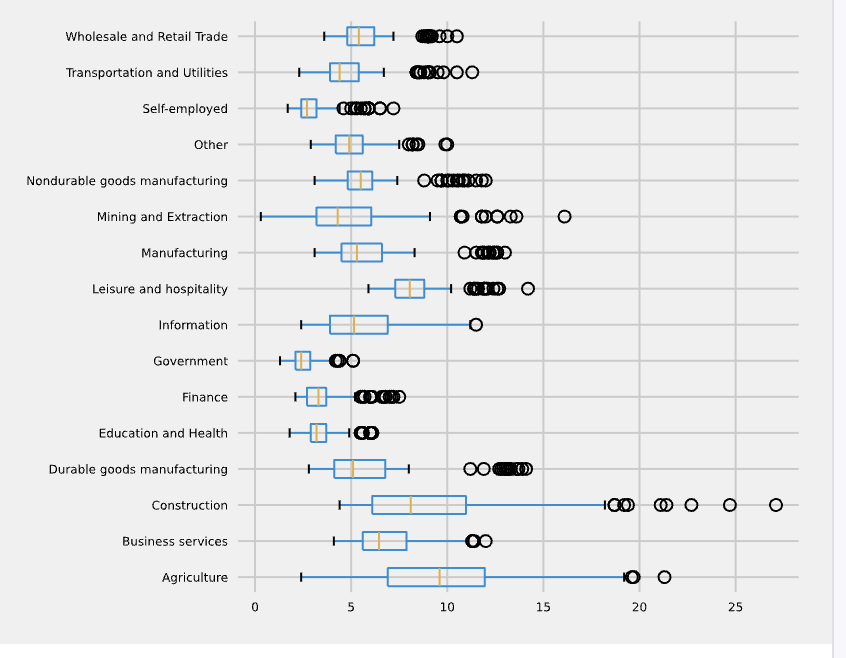 Wholesale and Retail Trade
Transportation and Utilities
Self-employed
Other
Nondurable goods manufacturing
Mining and Extraction
Manufacturing
Leisure and hospitality
Information
Government
Finance
Education and Health
Durable goods manufacturing
Construction
Business services
Agriculture
0 5 10 15 20 25